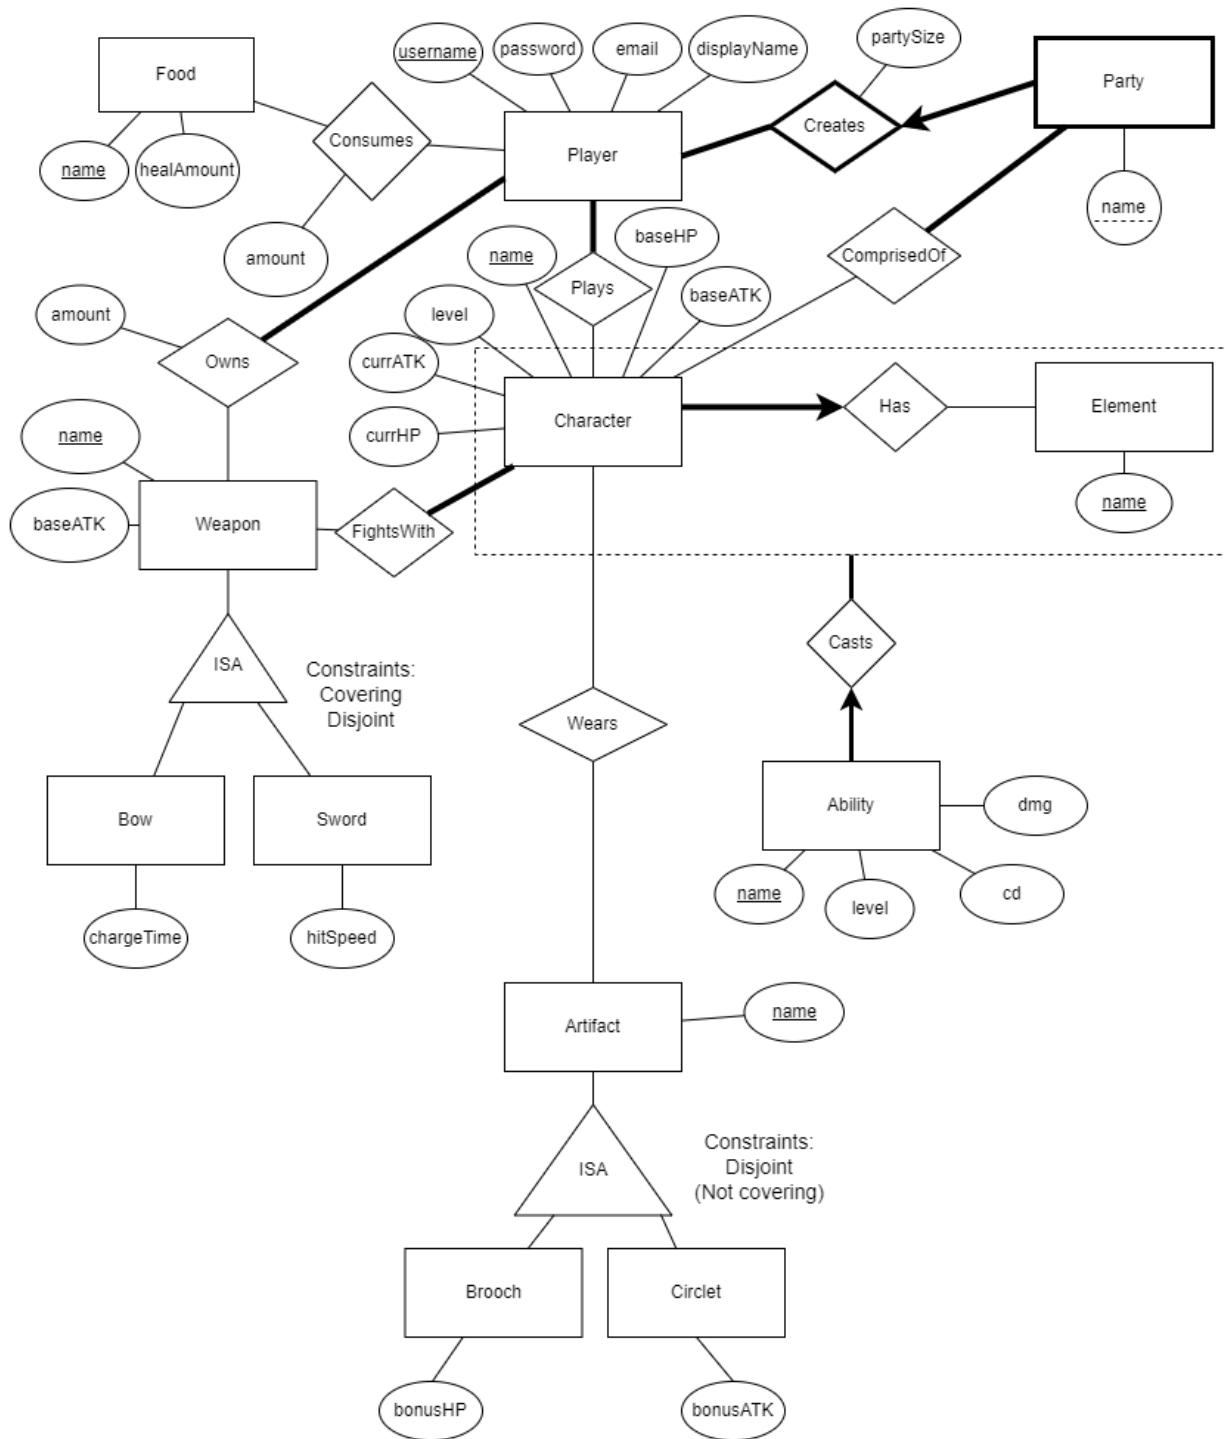 partySize
username
password
email
displayName
Food
Party
Creates
Consumes
Player
name
healAmount
name
baseHP
amount
name
ComprisedOf
Plays
baseATK
amount
level
Owns
currATK
Has
Element
Character
name
currHP
name
baseATK
Weapon
FightsWith
Casts
ISA
Constraints:
Covering
Disjoint
Wears
Ability
dmg
Bow
Sword
name
level
cd
chargeTime
hitSpeed
Artifact
name
Constraints:
Disjoint
(Not covering)
ISA
Brooch
Circlet
bonusHP
bonusATK